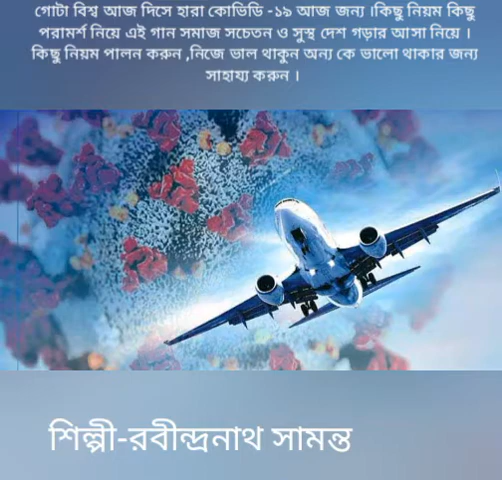 গোটা বিশ্ব আজ দিসে হারা কোভিডি -১৯ আজ জন্য ।কিছু নিয়ম কিছু
পরামর্শ নিয়ে এই গান সমাজ সচেতন ও সুস্থ দেশ গড়ার আসা নিয়ে ।
কিছু নিয়ম পালন করুন ,নিজে ভাল থাকুন অন্য কে ভালো থাকার জন্য
সাহায্য করুন ।
শিল্পী-রবীন্দ্রনাথ সামন্ত